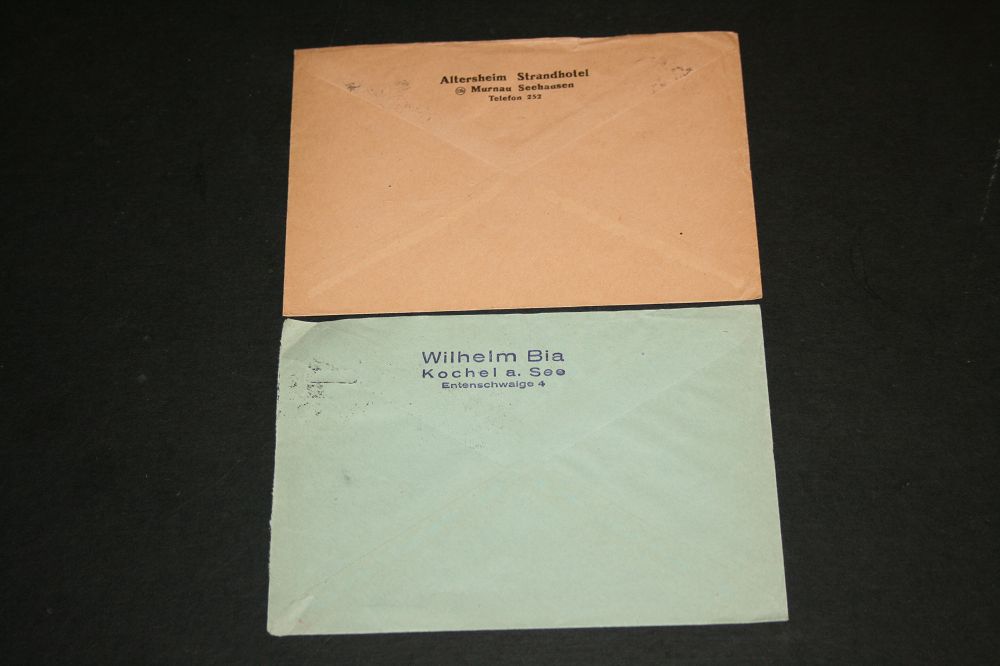 Altersheim Strandhotel
Murnau Seehausen
Telefon 252
Wilhelm Bia
Kochel a. See
Entenschwaige 4